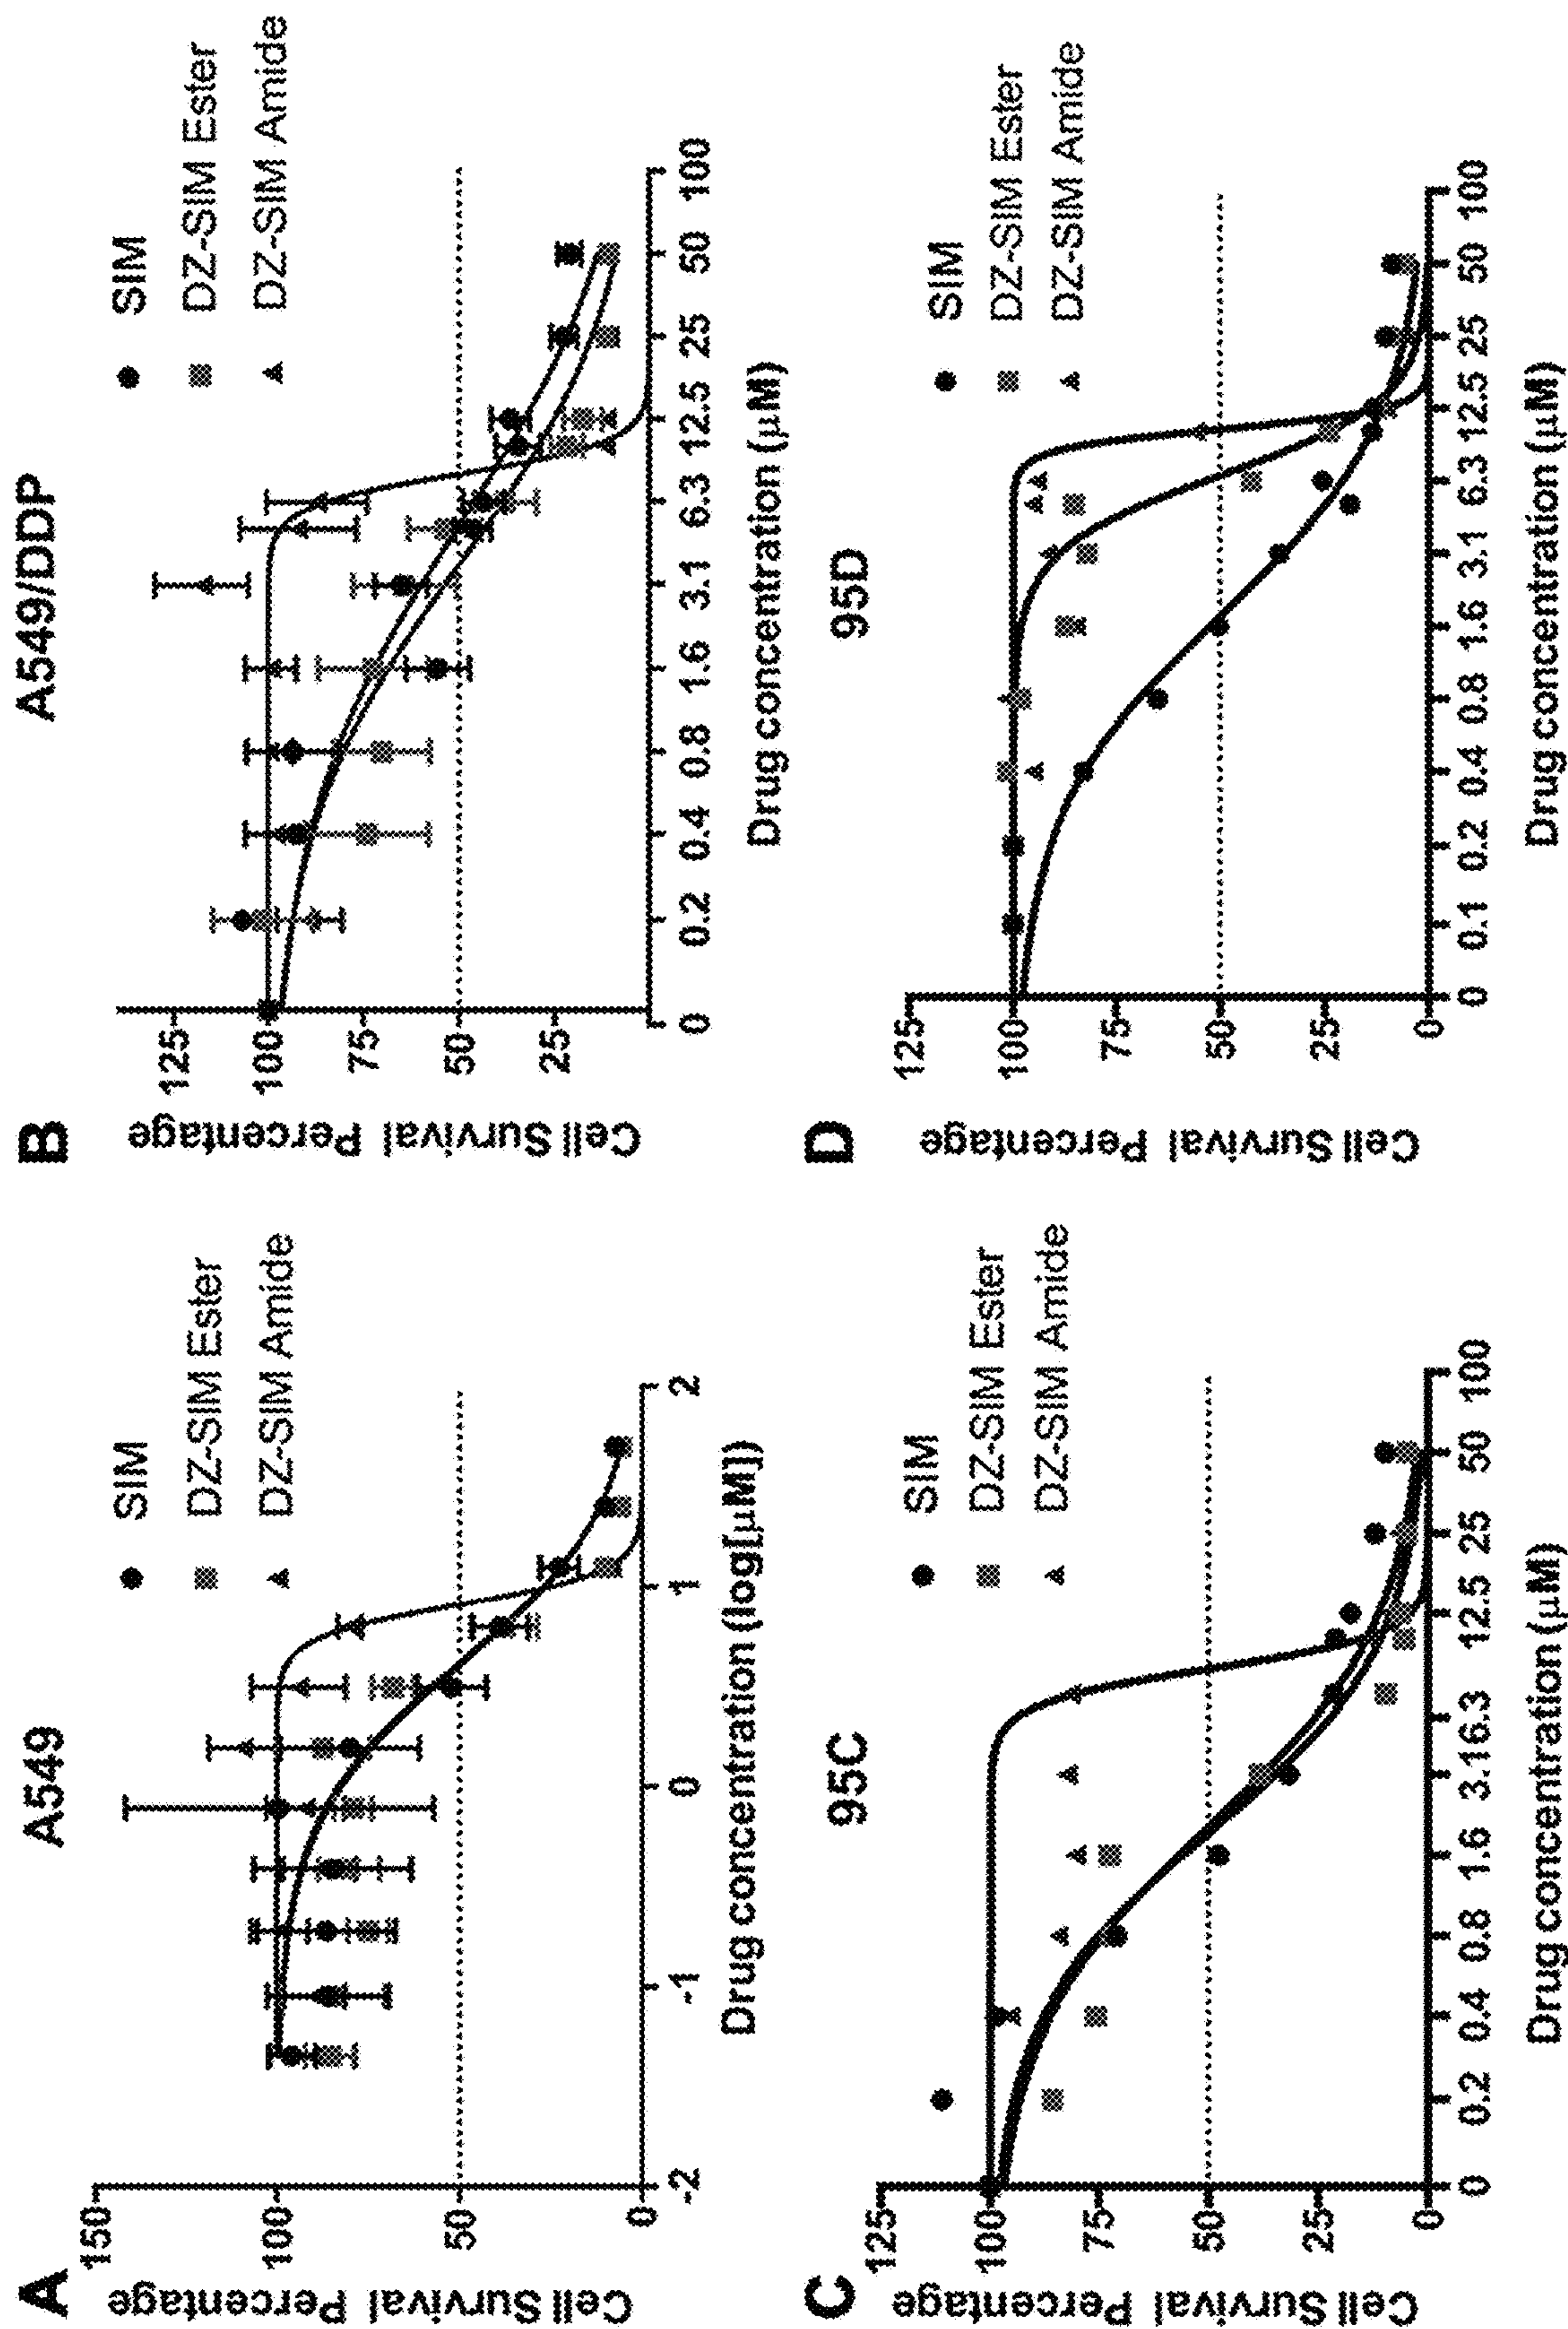 A
A549
SIM
DZ-SIM Ester
DZ-SIM Amide
150
100
50
0
Cell Survival Percentage
-2
-1
0
1
2
Drug concentration (log[µM])
B
A549/DDP
SIM
DZ-SIM Ester
DZ-SIM Amide
125
100
75
50
25
Cell Survival Percentage
0
0.2
0.4
0.8
1.6
3.1
6.3
12.5
25
50
100
Drug concentration (µM)
C
95C
SIM
DZ-SIM Ester
DZ-SIM Amide
125
100
75
50
25
0
Cell Survival Percentage
0
0.2
0.4
0.8
1.6
3.16.3
12.5
25
50
100
Drug concentration (µM)
D
95D
SIM
DZ-SIM Ester
DZ-SIM Amide
125
100
75
50
25
0
Cell Survival Percentage
0
0.1
0.2
0.4
0.8
1.6
3.1
6.3
12.5
25
50
100
Drug concentration (µM)